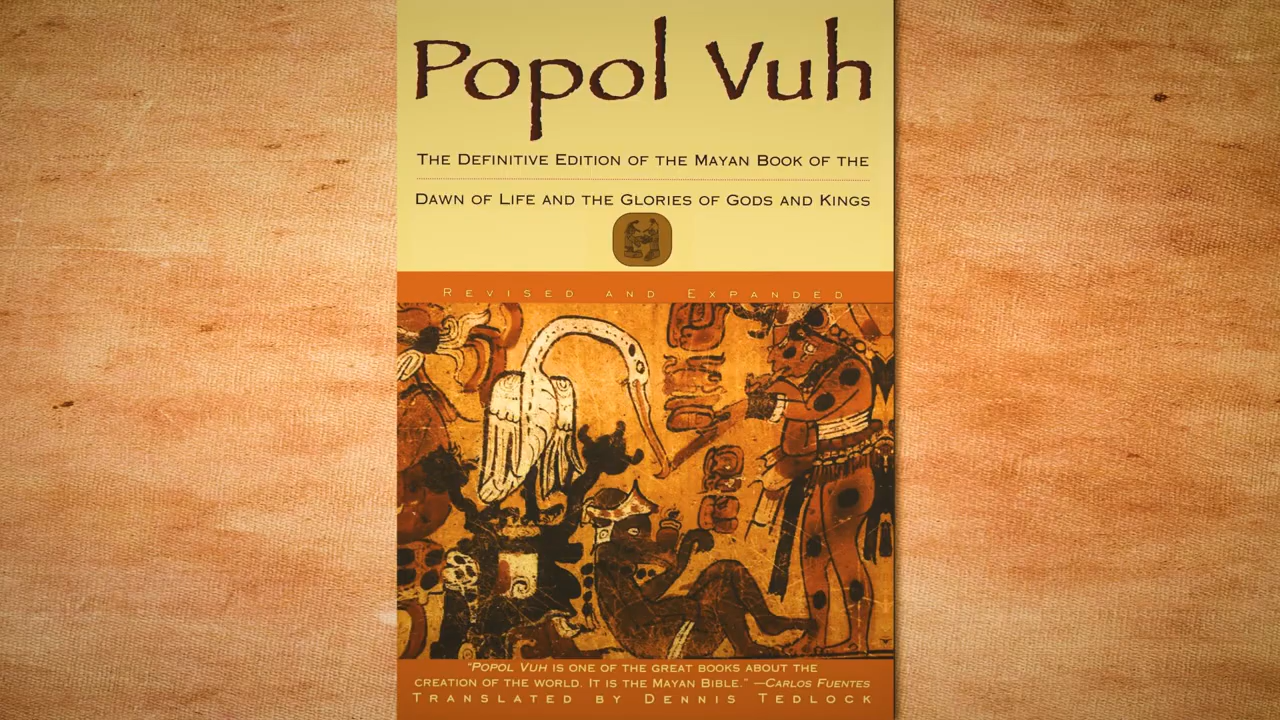 Popol Vuh
The Definitive Edition of the Mayan Book of the
Dawn of Life and the Glories of Gods and Kings
Revised and Expanded
"Popol Vuh is one of the great books about the
creation of the world. It is the Mayan Bible." —Carlos Fuentes
Translated by Dennis Tedlock